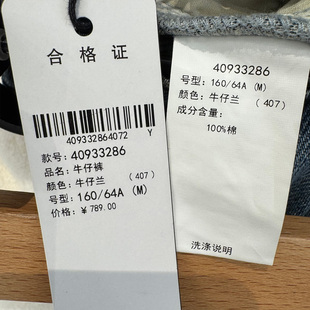 合格证
409332864072 Y
款号：40933286
品名：牛仔裤
颜色：牛仔兰 （407）
号型：160/64A（M）
价格：￥789.00
40933286
号型：160/64A（M）
颜色：牛仔兰 （407）
成分含量：
100%棉
洗涤说明